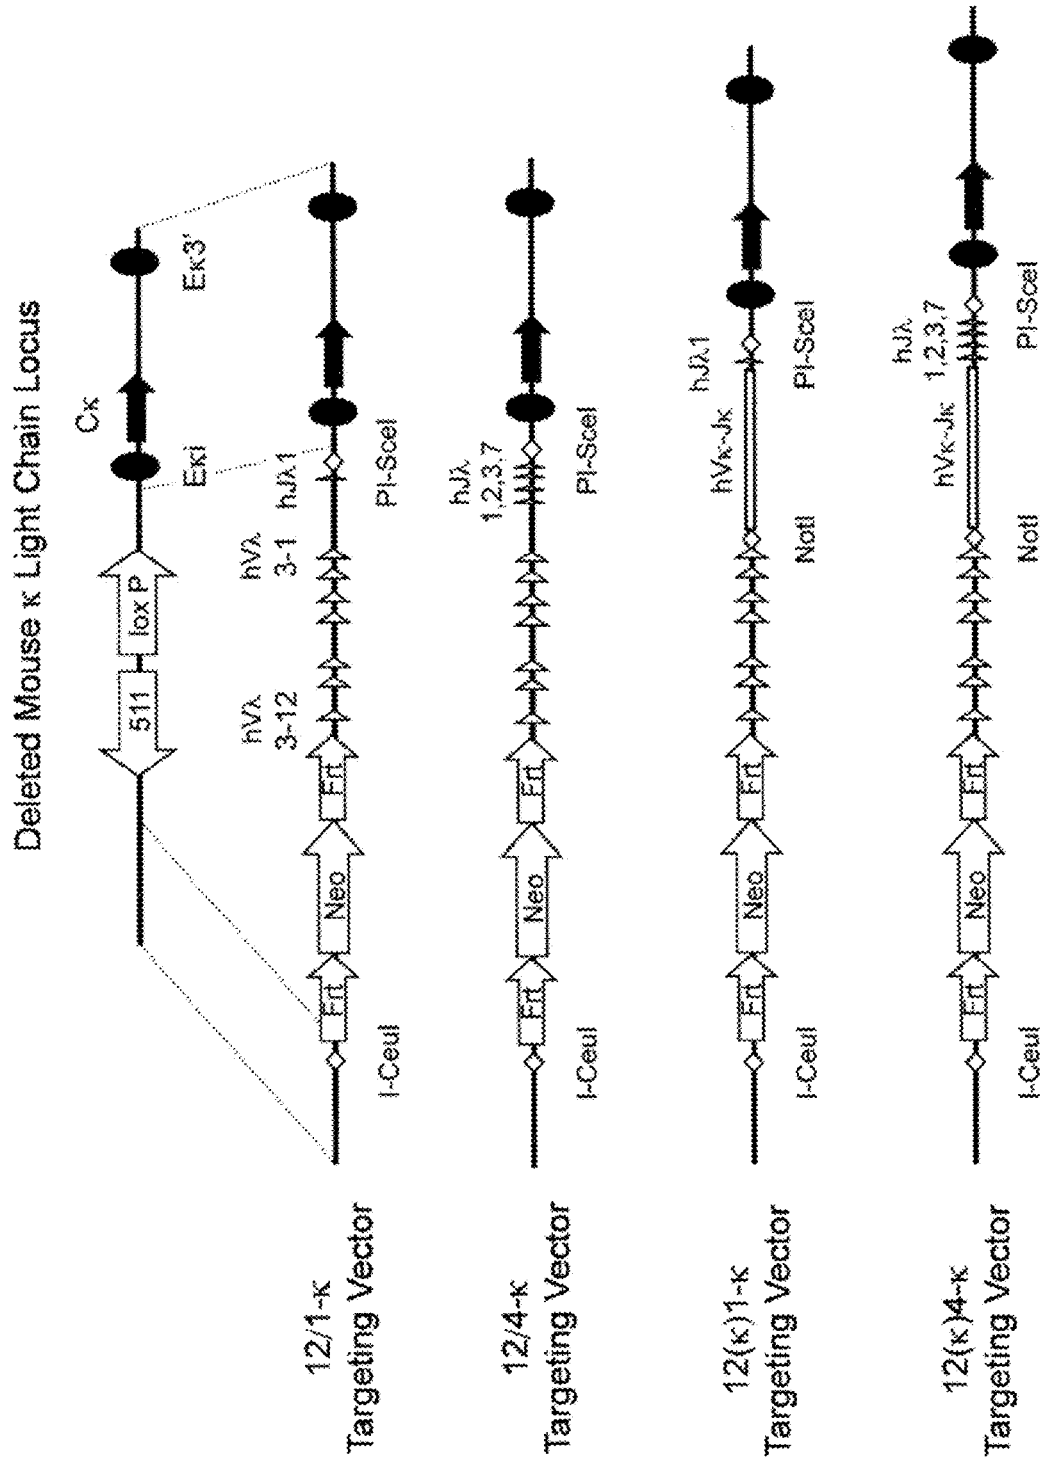 Deleted Mouse κ Light Chain Locus
511
lox P
Cκ
Eκi
Eκ3'
12/1-κ
Targeting Vector
I-CeuI
Frt
Neo
Frt
hVλ
3-12
hVλ
3-1
hJλ1
PI-SceI
12/4-κ
Targeting Vector
I-CeuI
Frt
Neo
Frt
hJλ
1,2,3,7
PI-SceI
12(κ)1-κ
Targeting Vector
I-CeuI
Frt
Neo
Frt
NotI
hVκ-Jκ
hJλ1
PI-SceI
12(κ)4-κ
Targeting Vector
I-CeuI
Frt
Neo
Frt
NotI
hVκ-Jκ
hJλ
1,2,3,7
PI-SceI